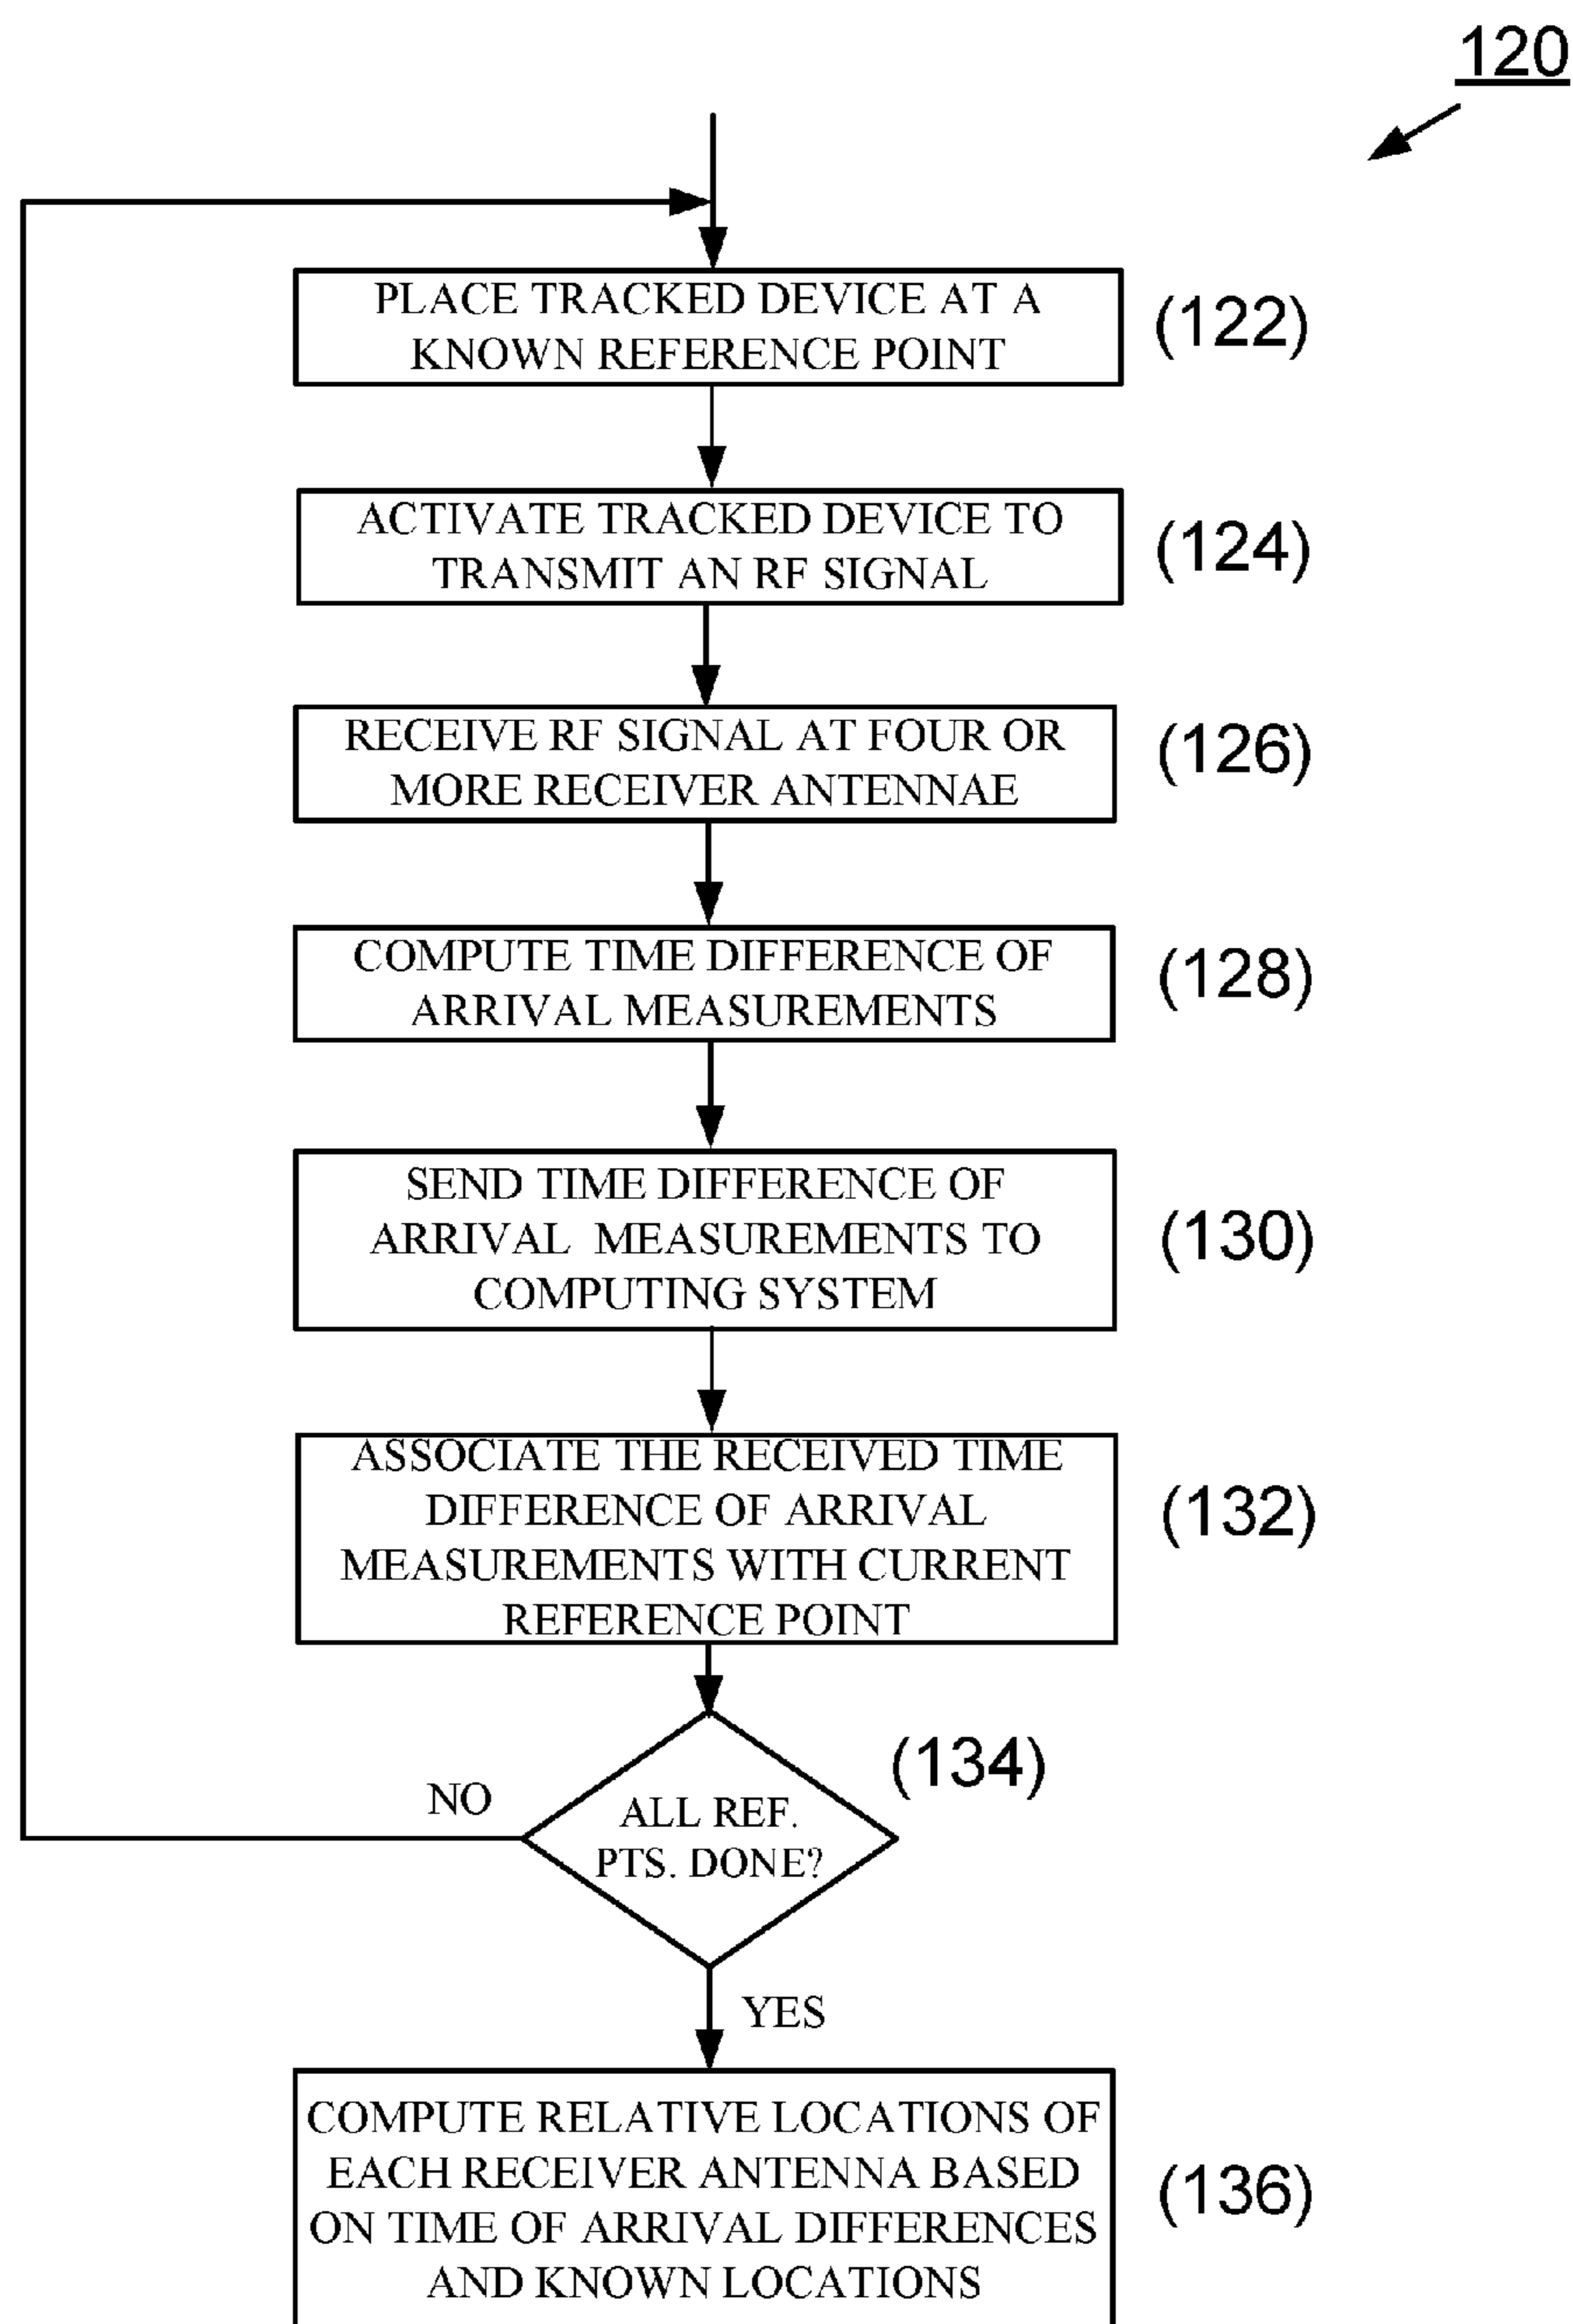 120
PLACE TRACKED DEVICE AT A
KNOWN REFERENCE POINT
(122)
ACTIVATE TRACKED DEVICE TO
TRANSMIT AN RF SIGNAL
(124)
RECEIVE RF SIGNAL AT FOUR OR
MORE RECEIVER ANTENNAE
(126)
COMPUTE TIME DIFFERENCE OF
ARRIVAL MEASUREMENTS
(128)
SEND TIME DIFFERENCE OF
ARRIVAL MEASUREMENTS TO
COMPUTING SYSTEM
(130)
ASSOCIATE THE RECEIVED TIME
DIFFERENCE OF ARRIVAL
MEASUREMENTS WITH CURRENT
REFERENCE POINT
(132)
(134)
NO
ALL REF.
PTS. DONE?
YES
COMPUTE RELATIVE LOCATIONS OF
EACH RECEIVER ANTENNA BASED
ON TIME OF ARRIVAL DIFFERENCES
AND KNOWN LOCATIONS
(136)